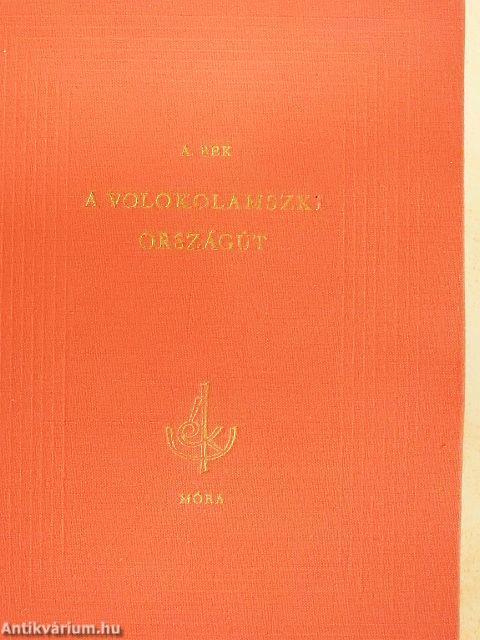 A. BEK
A VOLOKOLAMSZKI
ORSZÁGÚT
MÓRA
Antikvárium.hu